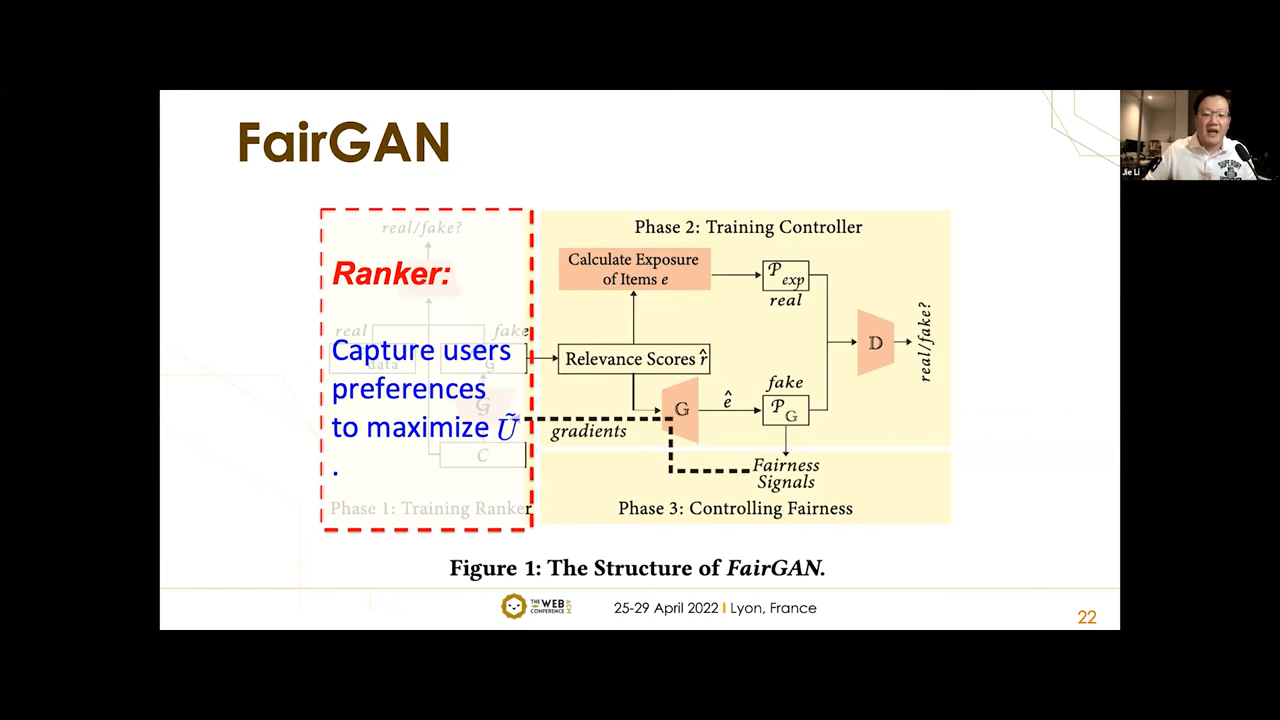 FairGAN
Jie Li
real/fake?
Ranker:
real
fake
data
G
Capture users
preferences
to maximize Ũ
.
G
C
Phase 1: Training Ranker
Phase 2: Training Controller
Calculate Exposure
of Items e
P exp
real
Relevance Scores r̂
G
ê
fake
P G
D
real/fake?
gradients
Fairness
Signals
Phase 3: Controlling Fairness
Figure 1: The Structure of FairGAN.
THE WEB CONFERENCE
25-29 April 2022 | Lyon, France
22